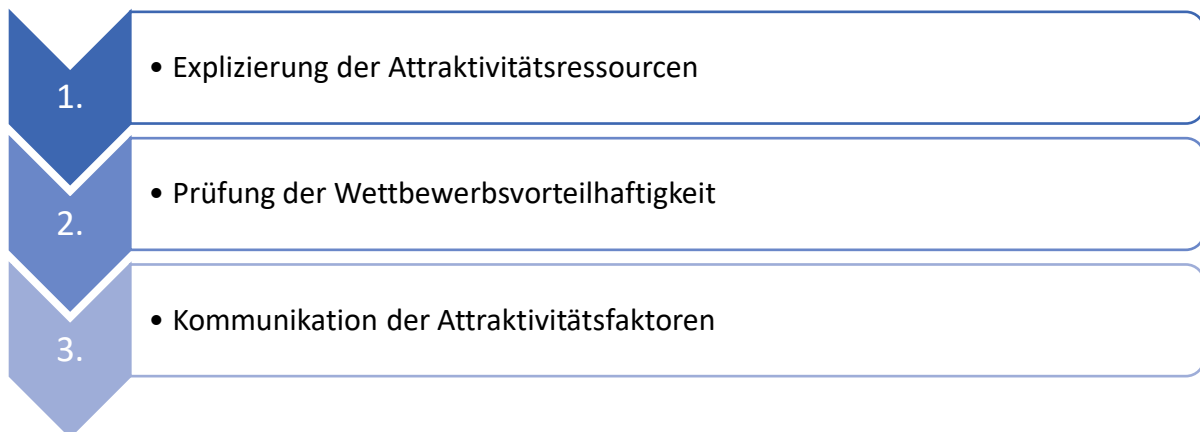 1.
• Explizierung der Attraktivitätsressourcen
2.
• Prüfung der Wettbewerbsvorteilhaftigkeit
3.
• Kommunikation der Attraktivitätsfaktoren